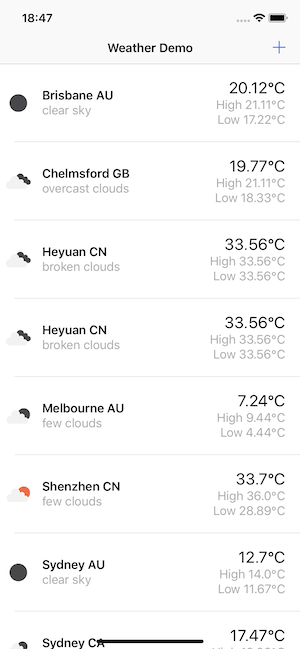 18:47
Weather Demo
+
Brisbane AU
clear sky
20.12°C
High 21.11°C
Low 17.22°C
Chelmsford GB
overcast clouds
19.77°C
High 21.11°C
Low 18.33°C
Heyuan CN
broken clouds
33.56°C
High 33.56°C
Low 33.56°C
Heyuan CN
broken clouds
33.56°C
High 33.56°C
Low 33.56°C
Melbourne AU
few clouds
7.24°C
High 9.44°C
Low 4.44°C
Shenzhen CN
few clouds
33.7°C
High 36.0°C
Low 28.89°C
Sydney AU
clear sky
12.7°C
High 14.0°C
Low 11.67°C
Sydney CA
17.47°C